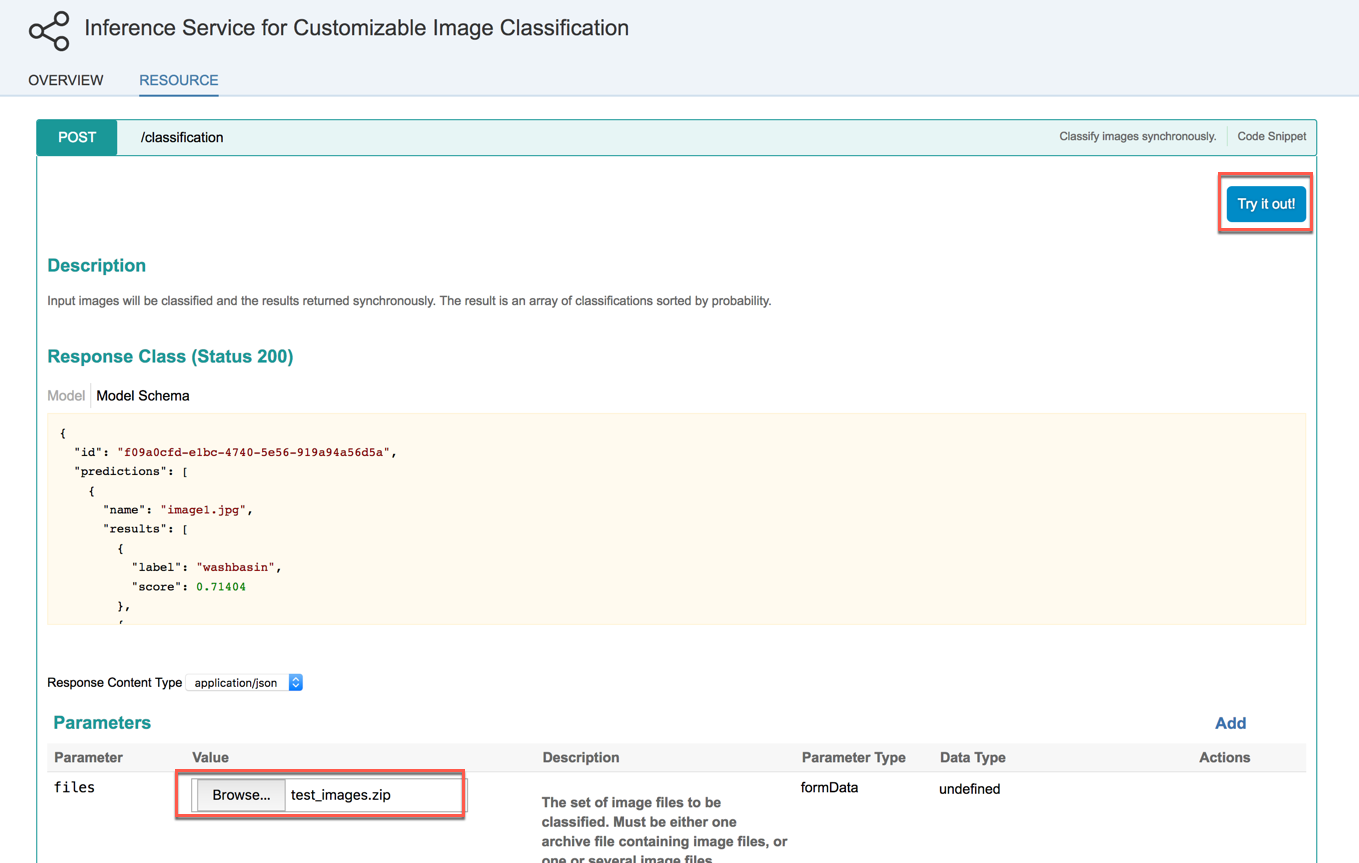 Inference Service for Customizable Image Classification
OVERVIEW RESOURCE
POST /classification Classify images synchronously. Code Snippet
Try it out!
Description
Input images will be classified and the results returned synchronously. The result is an array of classifications sorted by probability.
Response Class (Status 200)
Model Model Schema
{
"id": "f09a0cfd-e1bc-4740-5e56-919a94a56d5a",
"predictions": [
{
"name": "image1.jpg",
"results": [
{
"label": "washbasin",
"score": 0.71404
},
{
Response Content Type application/json
Parameters Add
Parameter Value Description Parameter Type Data Type Actions
files Browse... test_images.zip formData undefined
The set of image files to be
classified. Must be either one
archive file containing image files, or
one or several image files